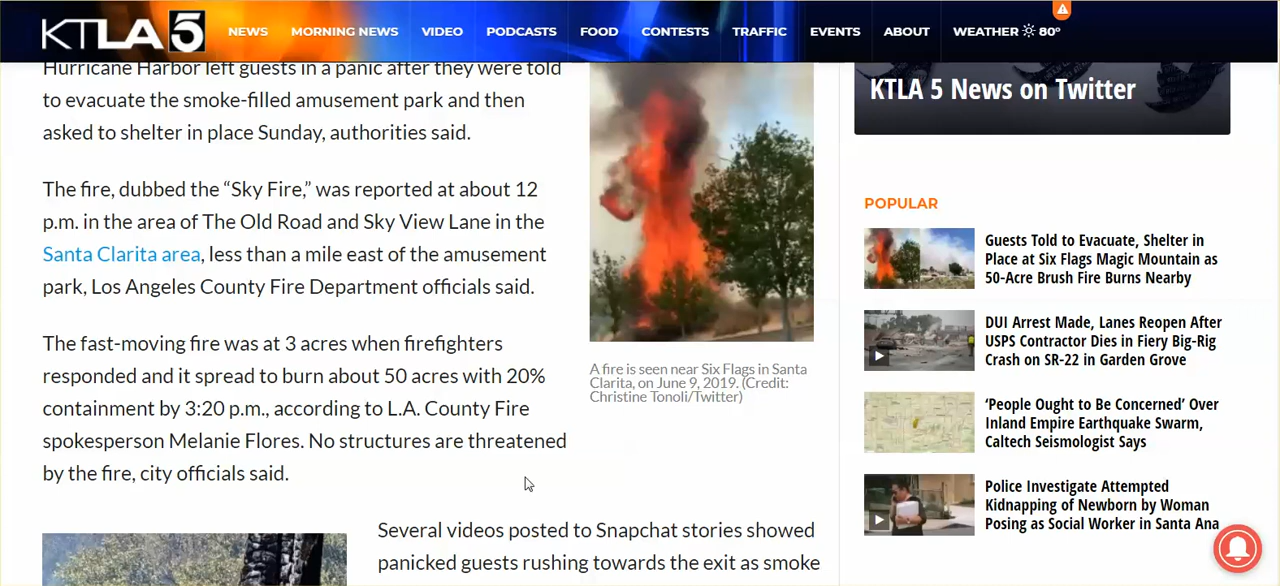 KTLA 5 NEWS MORNING NEWS VIDEO PODCASTS FOOD CONTESTS TRAFFIC EVENTS ABOUT WEATHER 80°
Hurricane Harbor left guests in a panic after they were told
to evacuate the smoke-filled amusement park and then
asked to shelter in place Sunday, authorities said.
The fire, dubbed the “Sky Fire,” was reported at about 12
p.m. in the area of The Old Road and Sky View Lane in the
Santa Clarita area, less than a mile east of the amusement
park, Los Angeles County Fire Department officials said.
The fast-moving fire was at 3 acres when firefighters
responded and it spread to burn about 50 acres with 20%
containment by 3:20 p.m., according to L.A. County Fire
spokesperson Melanie Flores. No structures are threatened
by the fire, city officials said.
A fire is seen near Six Flags in Santa
Clarita, on June 9, 2019. (Credit:
Christine Tonoli/Twitter)
Several videos posted to Snapchat stories showed
panicked guests rushing towards the exit as smoke
KTLA 5 News on Twitter
POPULAR
Guests Told to Evacuate, Shelter in
Place at Six Flags Magic Mountain as
50-Acre Brush Fire Burns Nearby
DUI Arrest Made, Lanes Reopen After
USPS Contractor Dies in Fiery Big-Rig
Crash on SR-22 in Garden Grove
‘People Ought to Be Concerned’ Over
Inland Empire Earthquake Swarm,
Caltech Seismologist Says
Police Investigate Attempted
Kidnapping of Newborn by Woman
Posing as Social Worker in Santa Ana